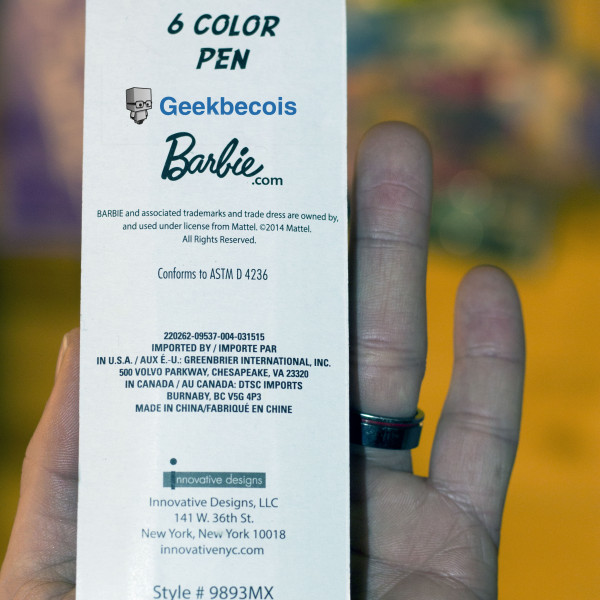 6 COLOR
PEN
Geekbecois
Barbie
.com
BARBIE and associated trademarks and trade dress are owned by,
and used under license from Mattel. ©2014 Mattel.
All Rights Reserved.
Conforms to ASTM D 4236
220262-09537-004-031515
IMPORTED BY / IMPORTE PAR
IN U.S.A. / AUX É.-U.: GREENBRIER INTERNATIONAL, INC.
500 VOLVO PARKWAY, CHESAPEAKE, VA 23320
IN CANADA / AU CANADA: DTSC IMPORTS
BURNABY, BC V5G 4P3
MADE IN CHINA/FABRIQUÉ EN CHINE
innovative designs
Innovative Designs, LLC
141 W. 36th St.
New York, New York 10018
innovativenyc.com
Style # 9893MX